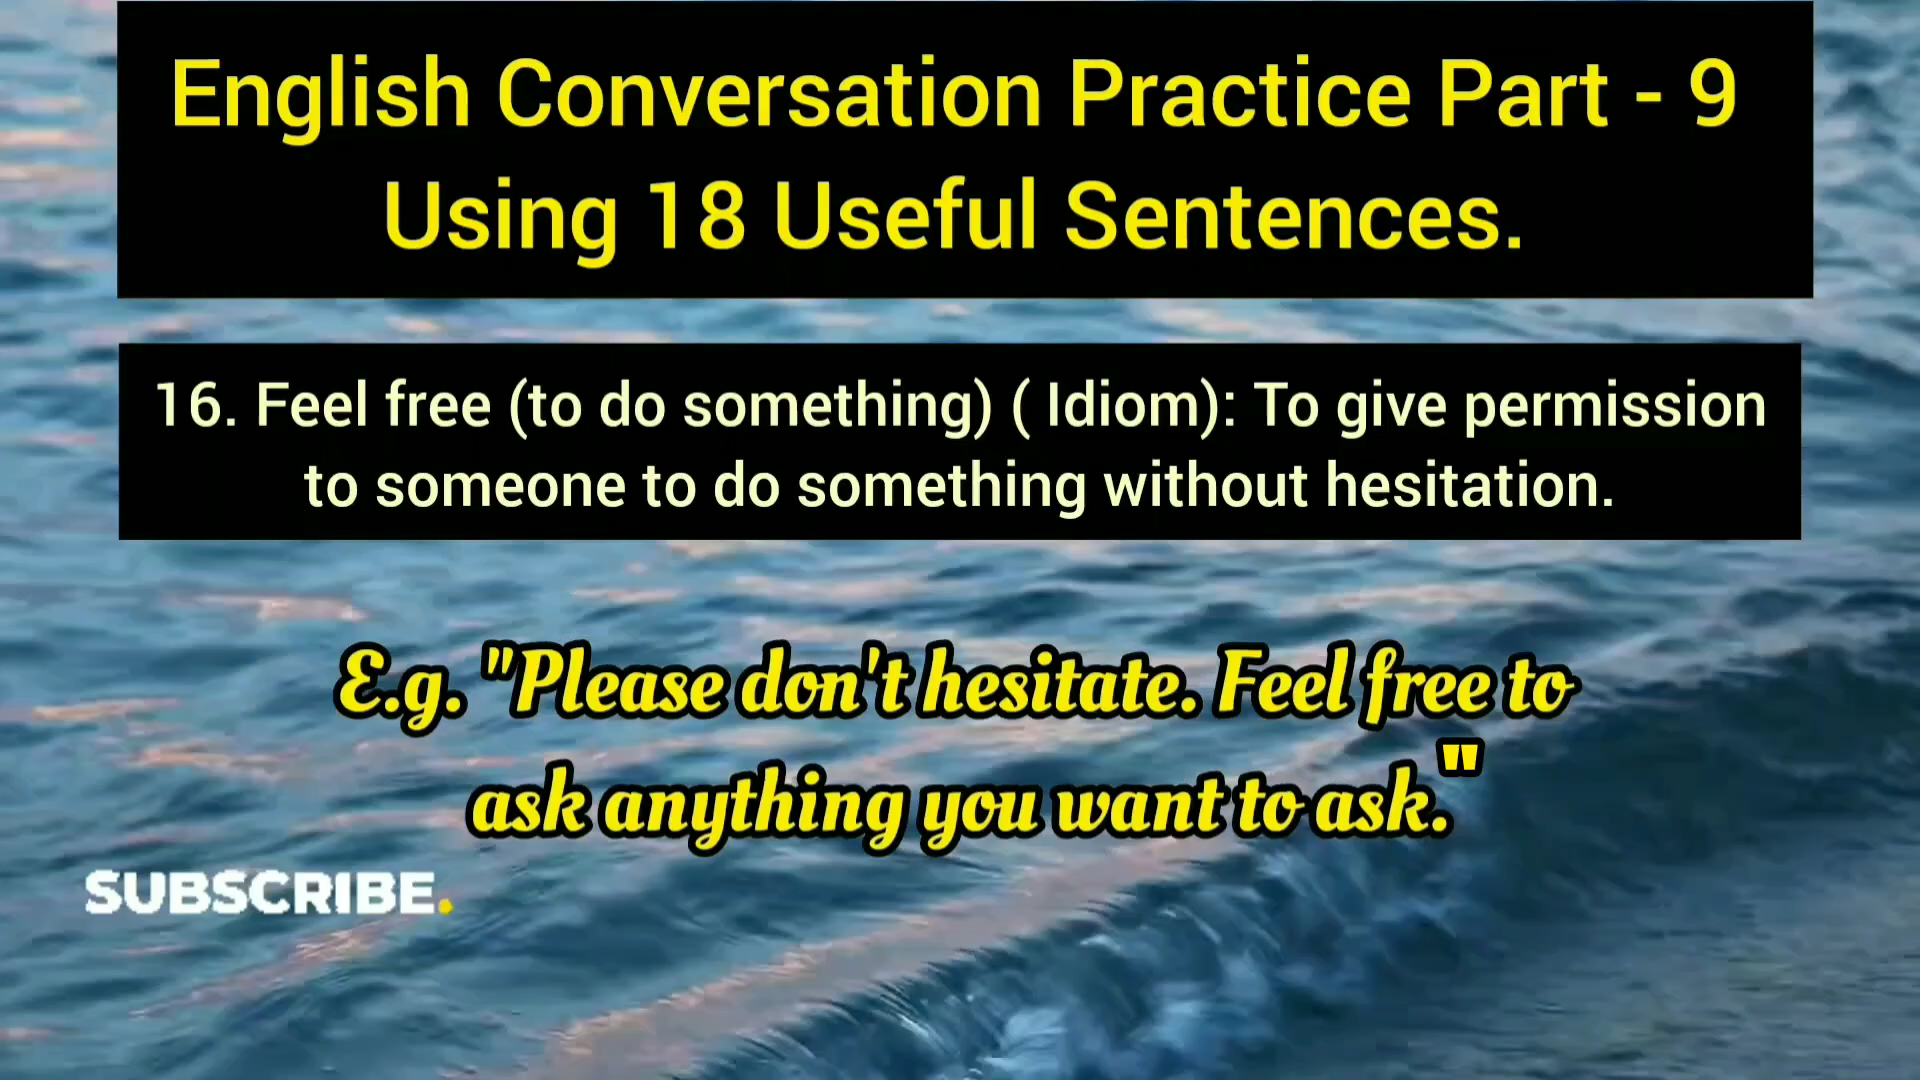 English Conversation Practice Part - 9
Using 18 Useful Sentences.
16. Feel free (to do something) ( Idiom): To give permission
to someone to do something without hesitation.
E.g. "Please don't hesitate. Feel free to
ask anything you want to ask."
SUBSCRIBE.